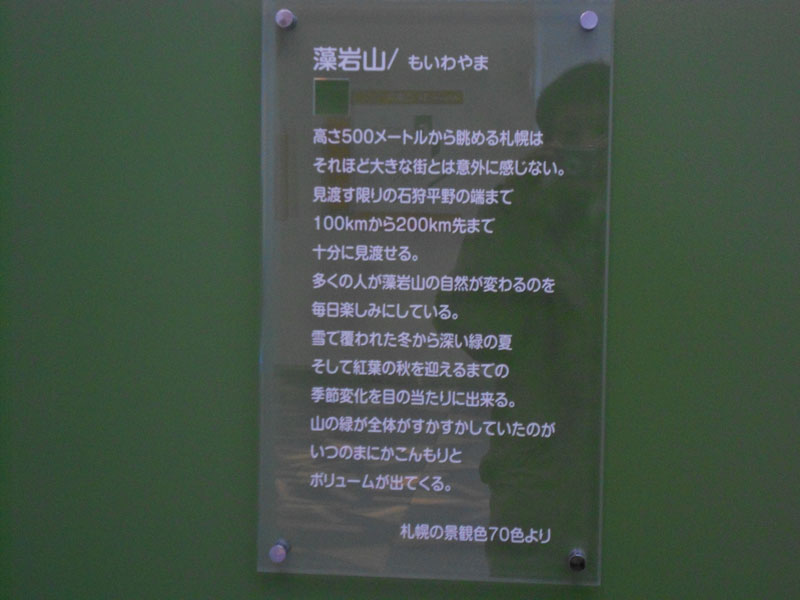 藻岩山/ もいわやま
高さ500メートルから眺める札幌は
それほど大きな街とは意外に感じない。
見渡す限りの石狩平野の端まで
100kmから200km先まで
十分に見渡せる。
多くの人が藻岩山の自然が変わるのを
毎日楽しみにしている。
雪で覆われた冬から深い緑の夏
そして紅葉の秋を迎えるまでの
季節変化を目の当たりに出来る。
山の緑が全体がすかすかしていたのが
いつのまにかこんもりと
ボリュームが出てくる。
札幌の景観色70色より